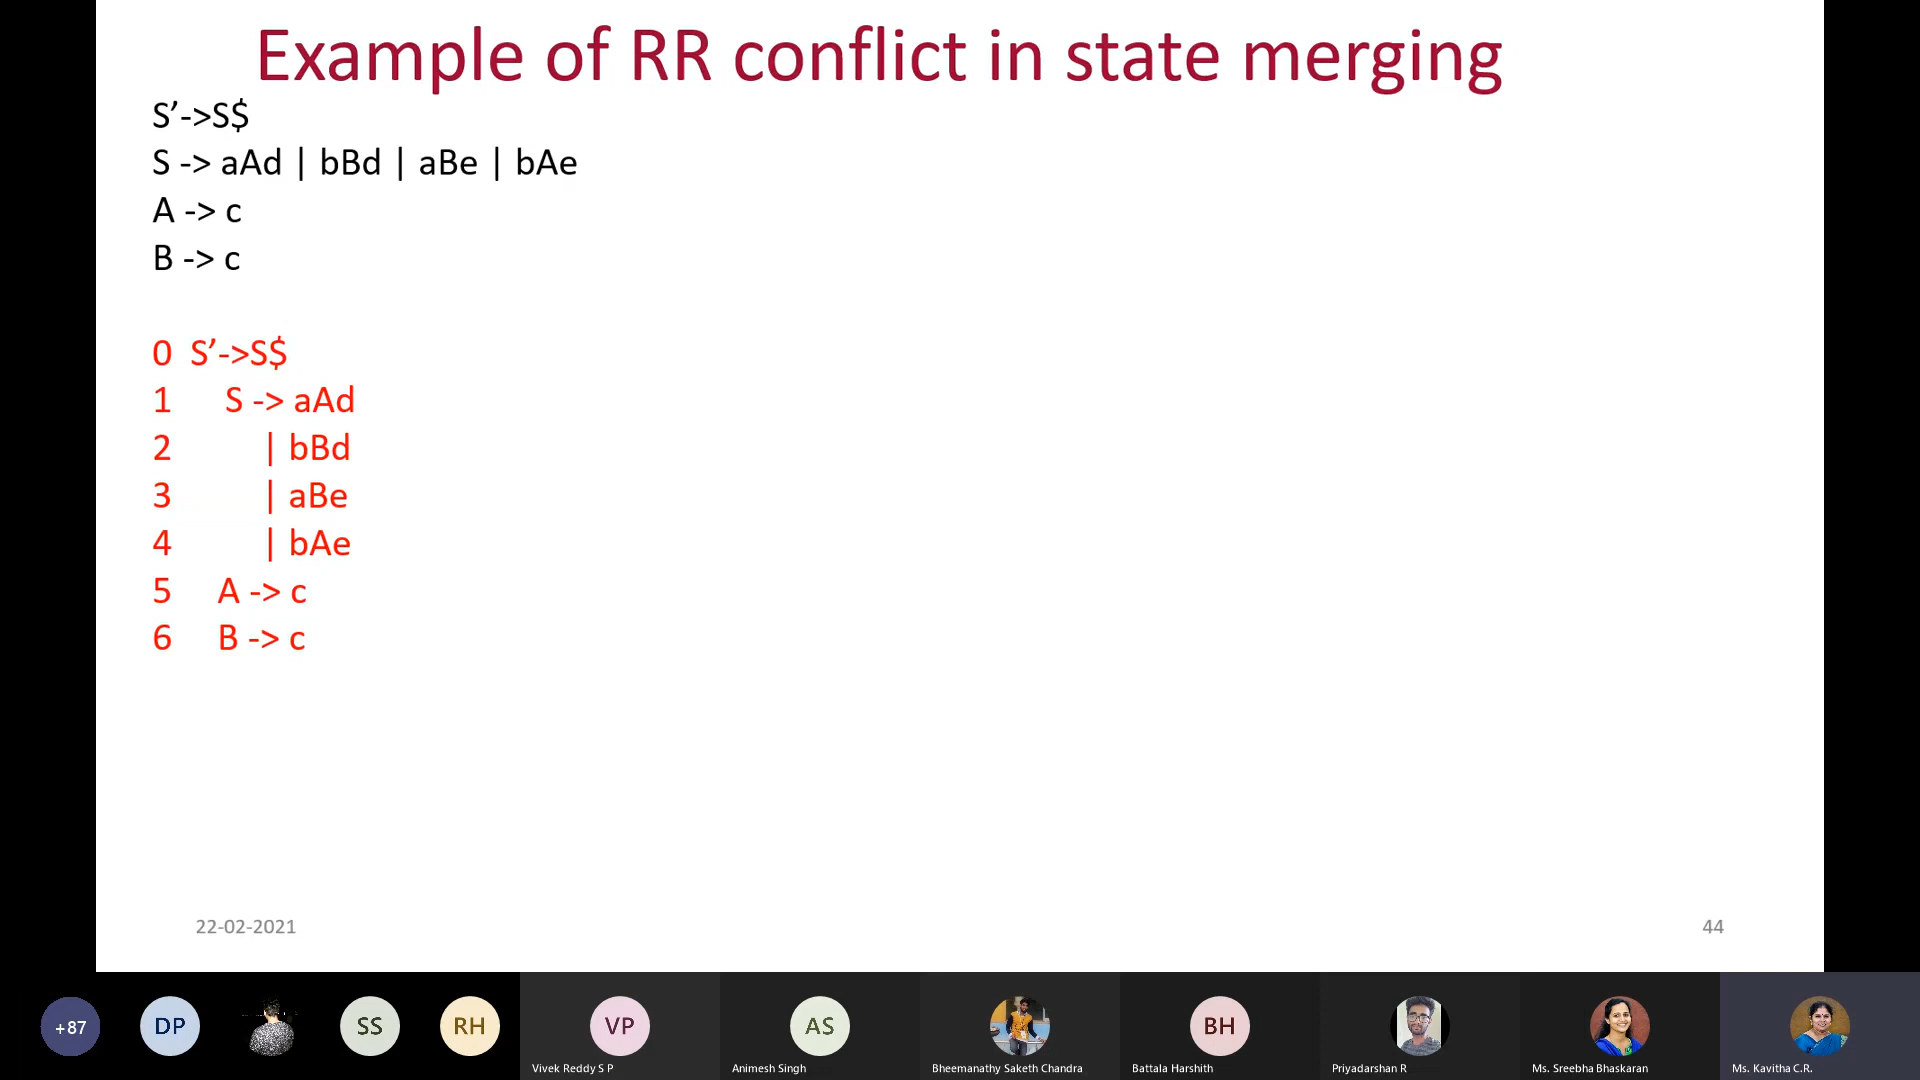 Example of RR conflict in state merging
S’->S$
S -> aAd | bBd | aBe | bAe
A -> c
B -> c
0 S’->S$
1 S -> aAd
2 | bBd
3 | aBe
4 | bAe
5 A -> c
6 B -> c
22-02-2021
44
+87
DP
SS
RH
VP
AS
BH
Vivek Reddy S P
Animesh Singh
Bheemanathy Saketh Chandra
Battala Harshith
Priyadarshan R
Ms. Sreebha Bhaskaran
Ms. Kavitha C.R.